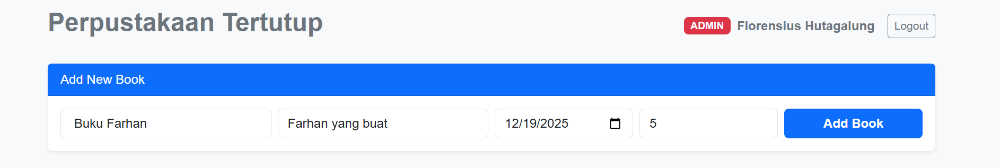 Perpustakaan Tertutup
ADMIN Florensius Hutagalung Logout
Add New Book
Buku Farhan Farhan yang buat 12/19/2025 5 Add Book